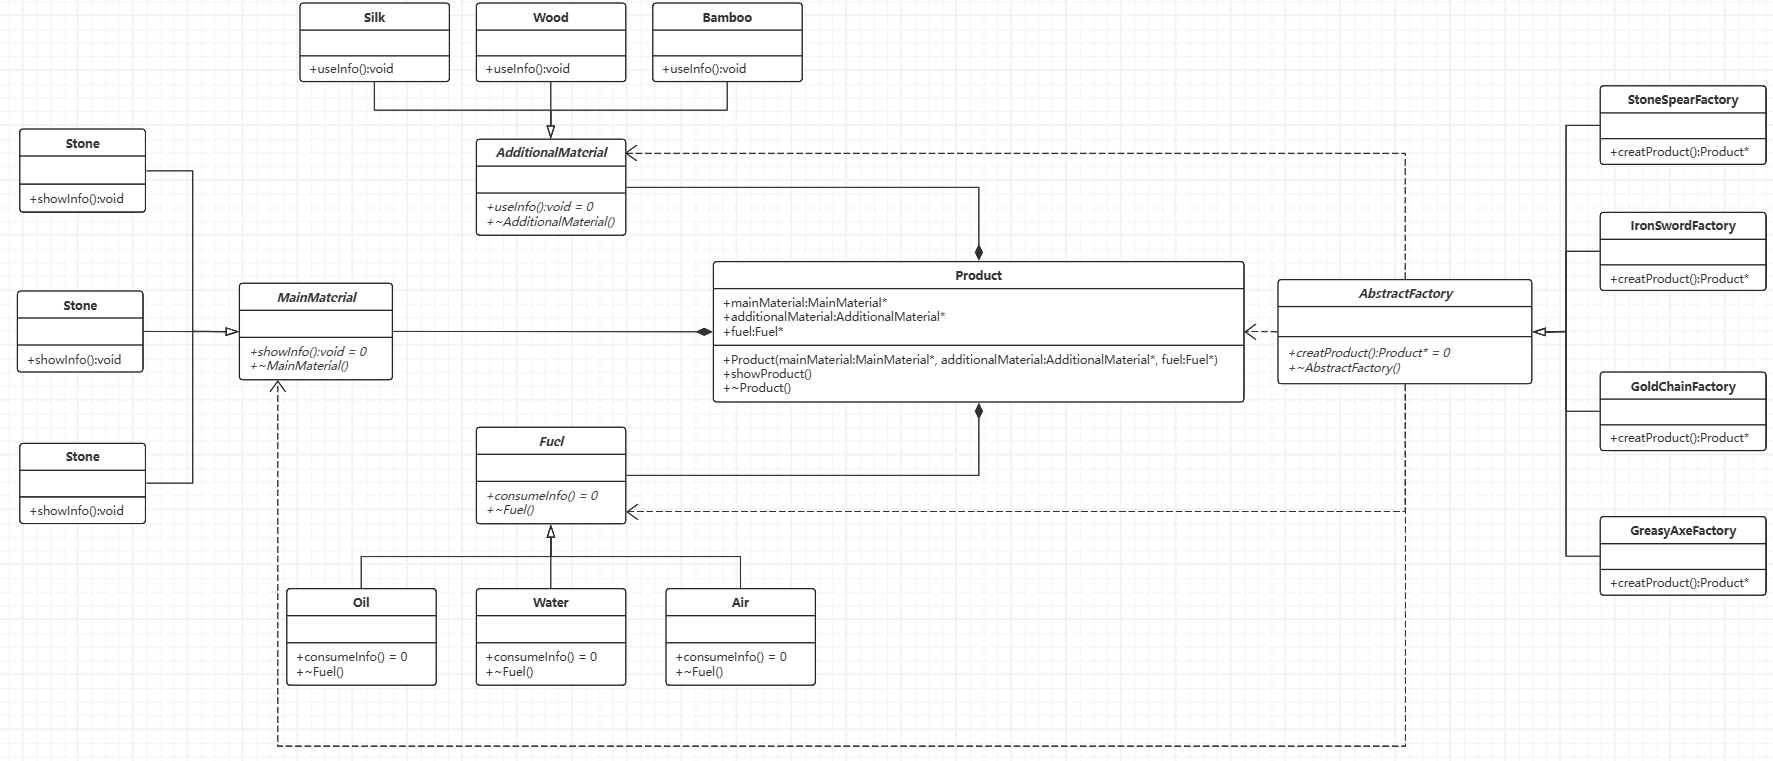 Silk
+useInfo():void
Wood
+useInfo():void
Bamboo
+useInfo():void
Stone
+showInfo():void
Stone
+showInfo():void
Stone
+showInfo():void
AdditionalMaterial
+useInfo():void = 0
+~AdditionalMaterial()
MainMaterial
+showInfo():void = 0
+~MainMaterial()
Product
+mainMaterial:MainMaterial*
+additionalMaterial:AdditionalMaterial*
+fuel:Fuel*
+Product(mainMaterial:MainMaterial*, additionalMaterial:AdditionalMaterial*, fuel:Fuel*)
+showProduct()
+~Product()
Fuel
+consumeInfo() = 0
+~Fuel()
Oil
+consumeInfo() = 0
+~Fuel()
Water
+consumeInfo() = 0
+~Fuel()
Air
+consumeInfo() = 0
+~Fuel()
AbstractFactory
+creatProduct():Product* = 0
+~AbstractFactory()
StoneSpearFactory
+creatProduct():Product*
IronSwordFactory
+creatProduct():Product*
GoldChainFactory
+creatProduct():Product*
GreasyAxeFactory
+creatProduct():Product*